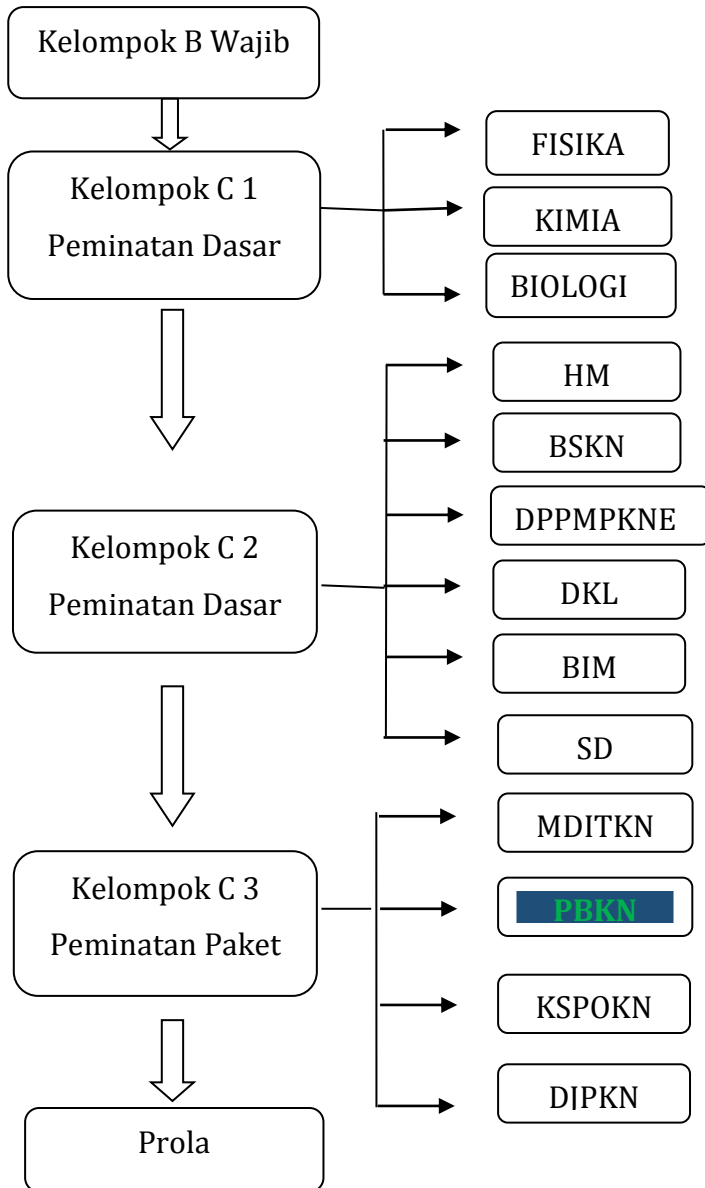 Kelompok B Wajib
Kelompok C 1
Peminatan Dasar
FISIKA
KIMIA
BIOLOGI
Kelompok C 2
Peminatan Dasar
HM
BSKN
DPPMPKNE
DKL
BIM
SD
Kelompok C 3
Peminatan Paket
MDITKN
PBKN
KSPOKN
DJPKN
Prola